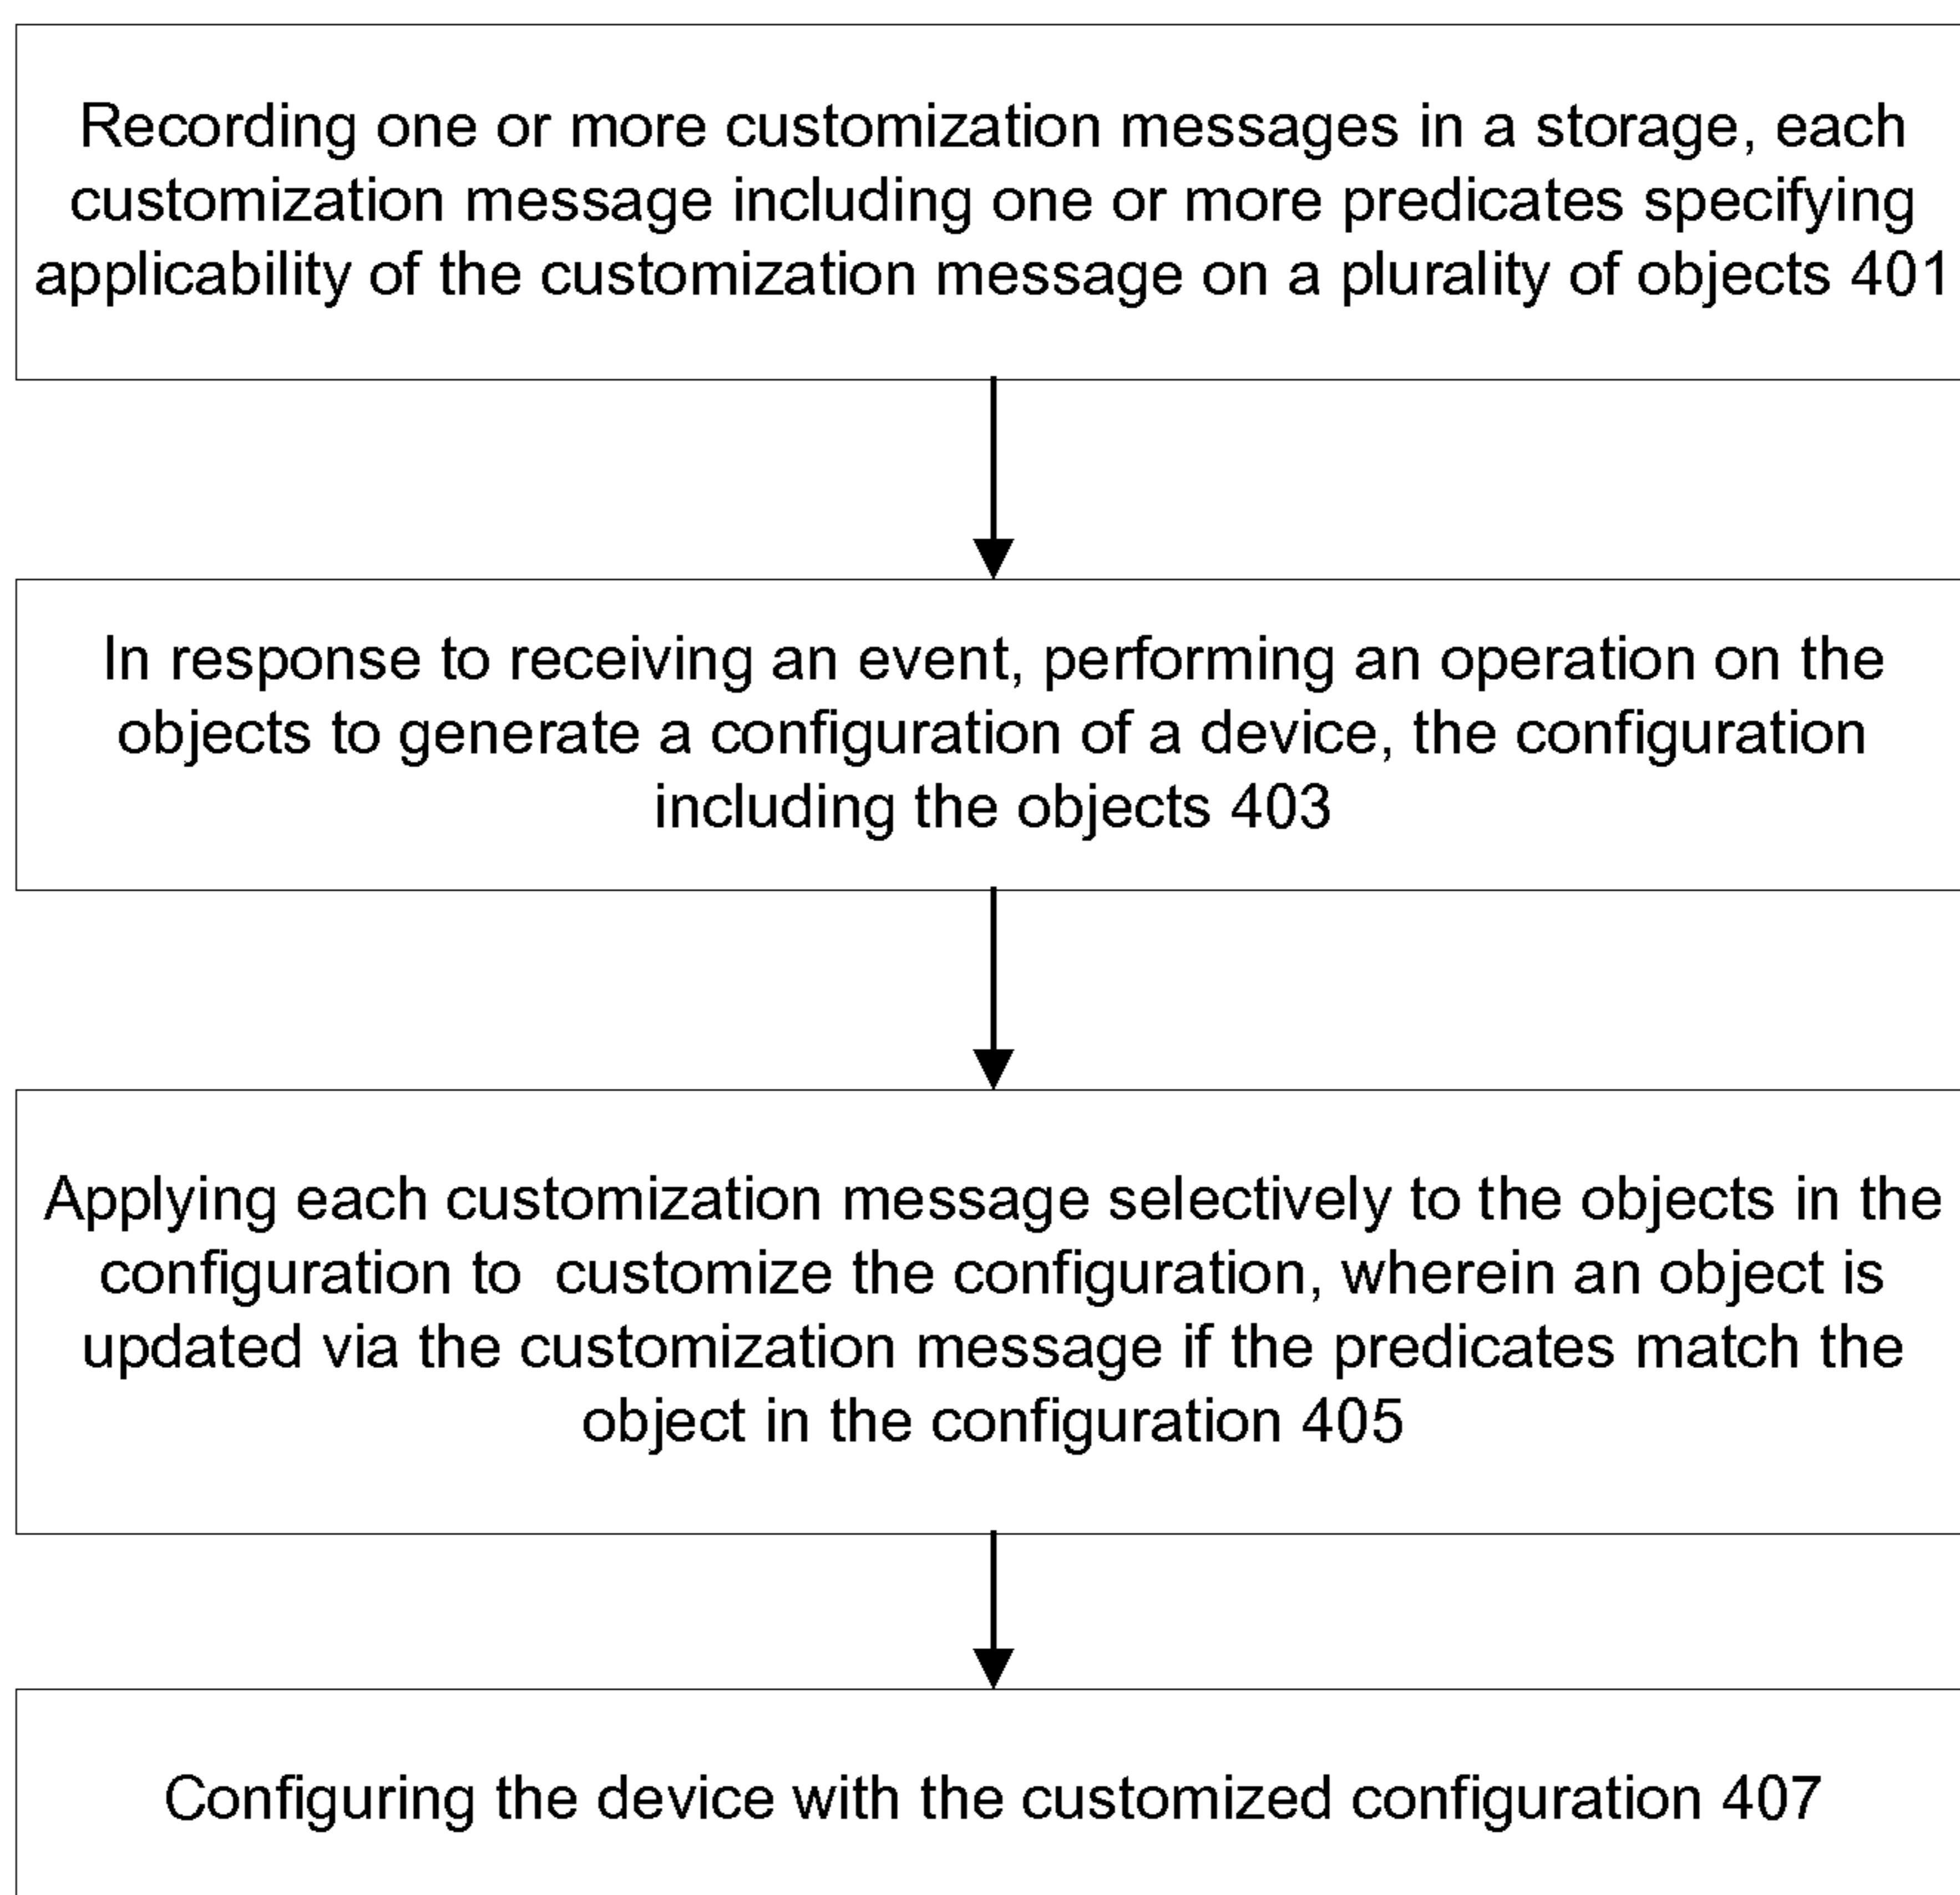 Recording one or more customization messages in a storage, each
customization message including one or more predicates specifying
applicability of the customization message on a plurality of objects 401
In response to receiving an event, performing an operation on the
objects to generate a configuration of a device, the configuration
including the objects 403
Applying each customization message selectively to the objects in the
configuration to  customize the configuration, wherein an object is
updated via the customization message if the predicates match the
object in the configuration 405
Configuring the device with the customized configuration 407